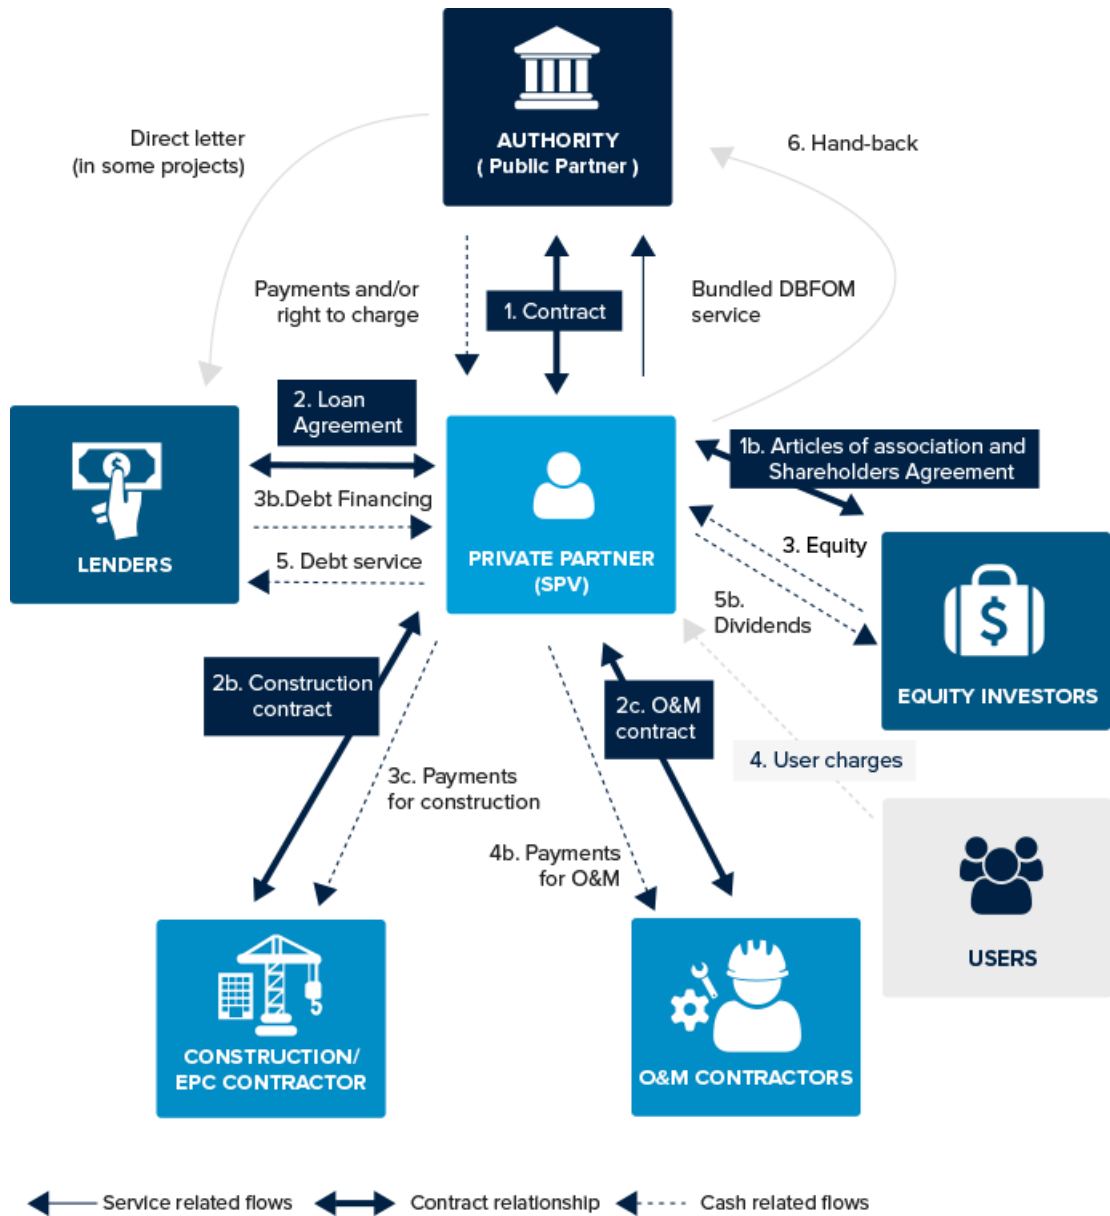 AUTHORITY
( Public Partner )
Direct letter
(in some projects)
6. Hand-back
Payments and/or
right to charge
1. Contract
Bundled DBFOM
service
2. Loan
Agreement
1b. Articles of association and
Shareholders Agreement
3b.Debt Financing
5. Debt service
LENDERS
PRIVATE PARTNER
(SPV)
3. Equity
5b.
Dividends
$
EQUITY INVESTORS
2b. Construction
contract
2c. O&M
contract
4. User charges
3c. Payments
for construction
4b. Payments
for O&M
USERS
CONSTRUCTION/
EPC CONTRACTOR
O&M CONTRACTORS
Service related flows
Contract relationship
Cash related flows